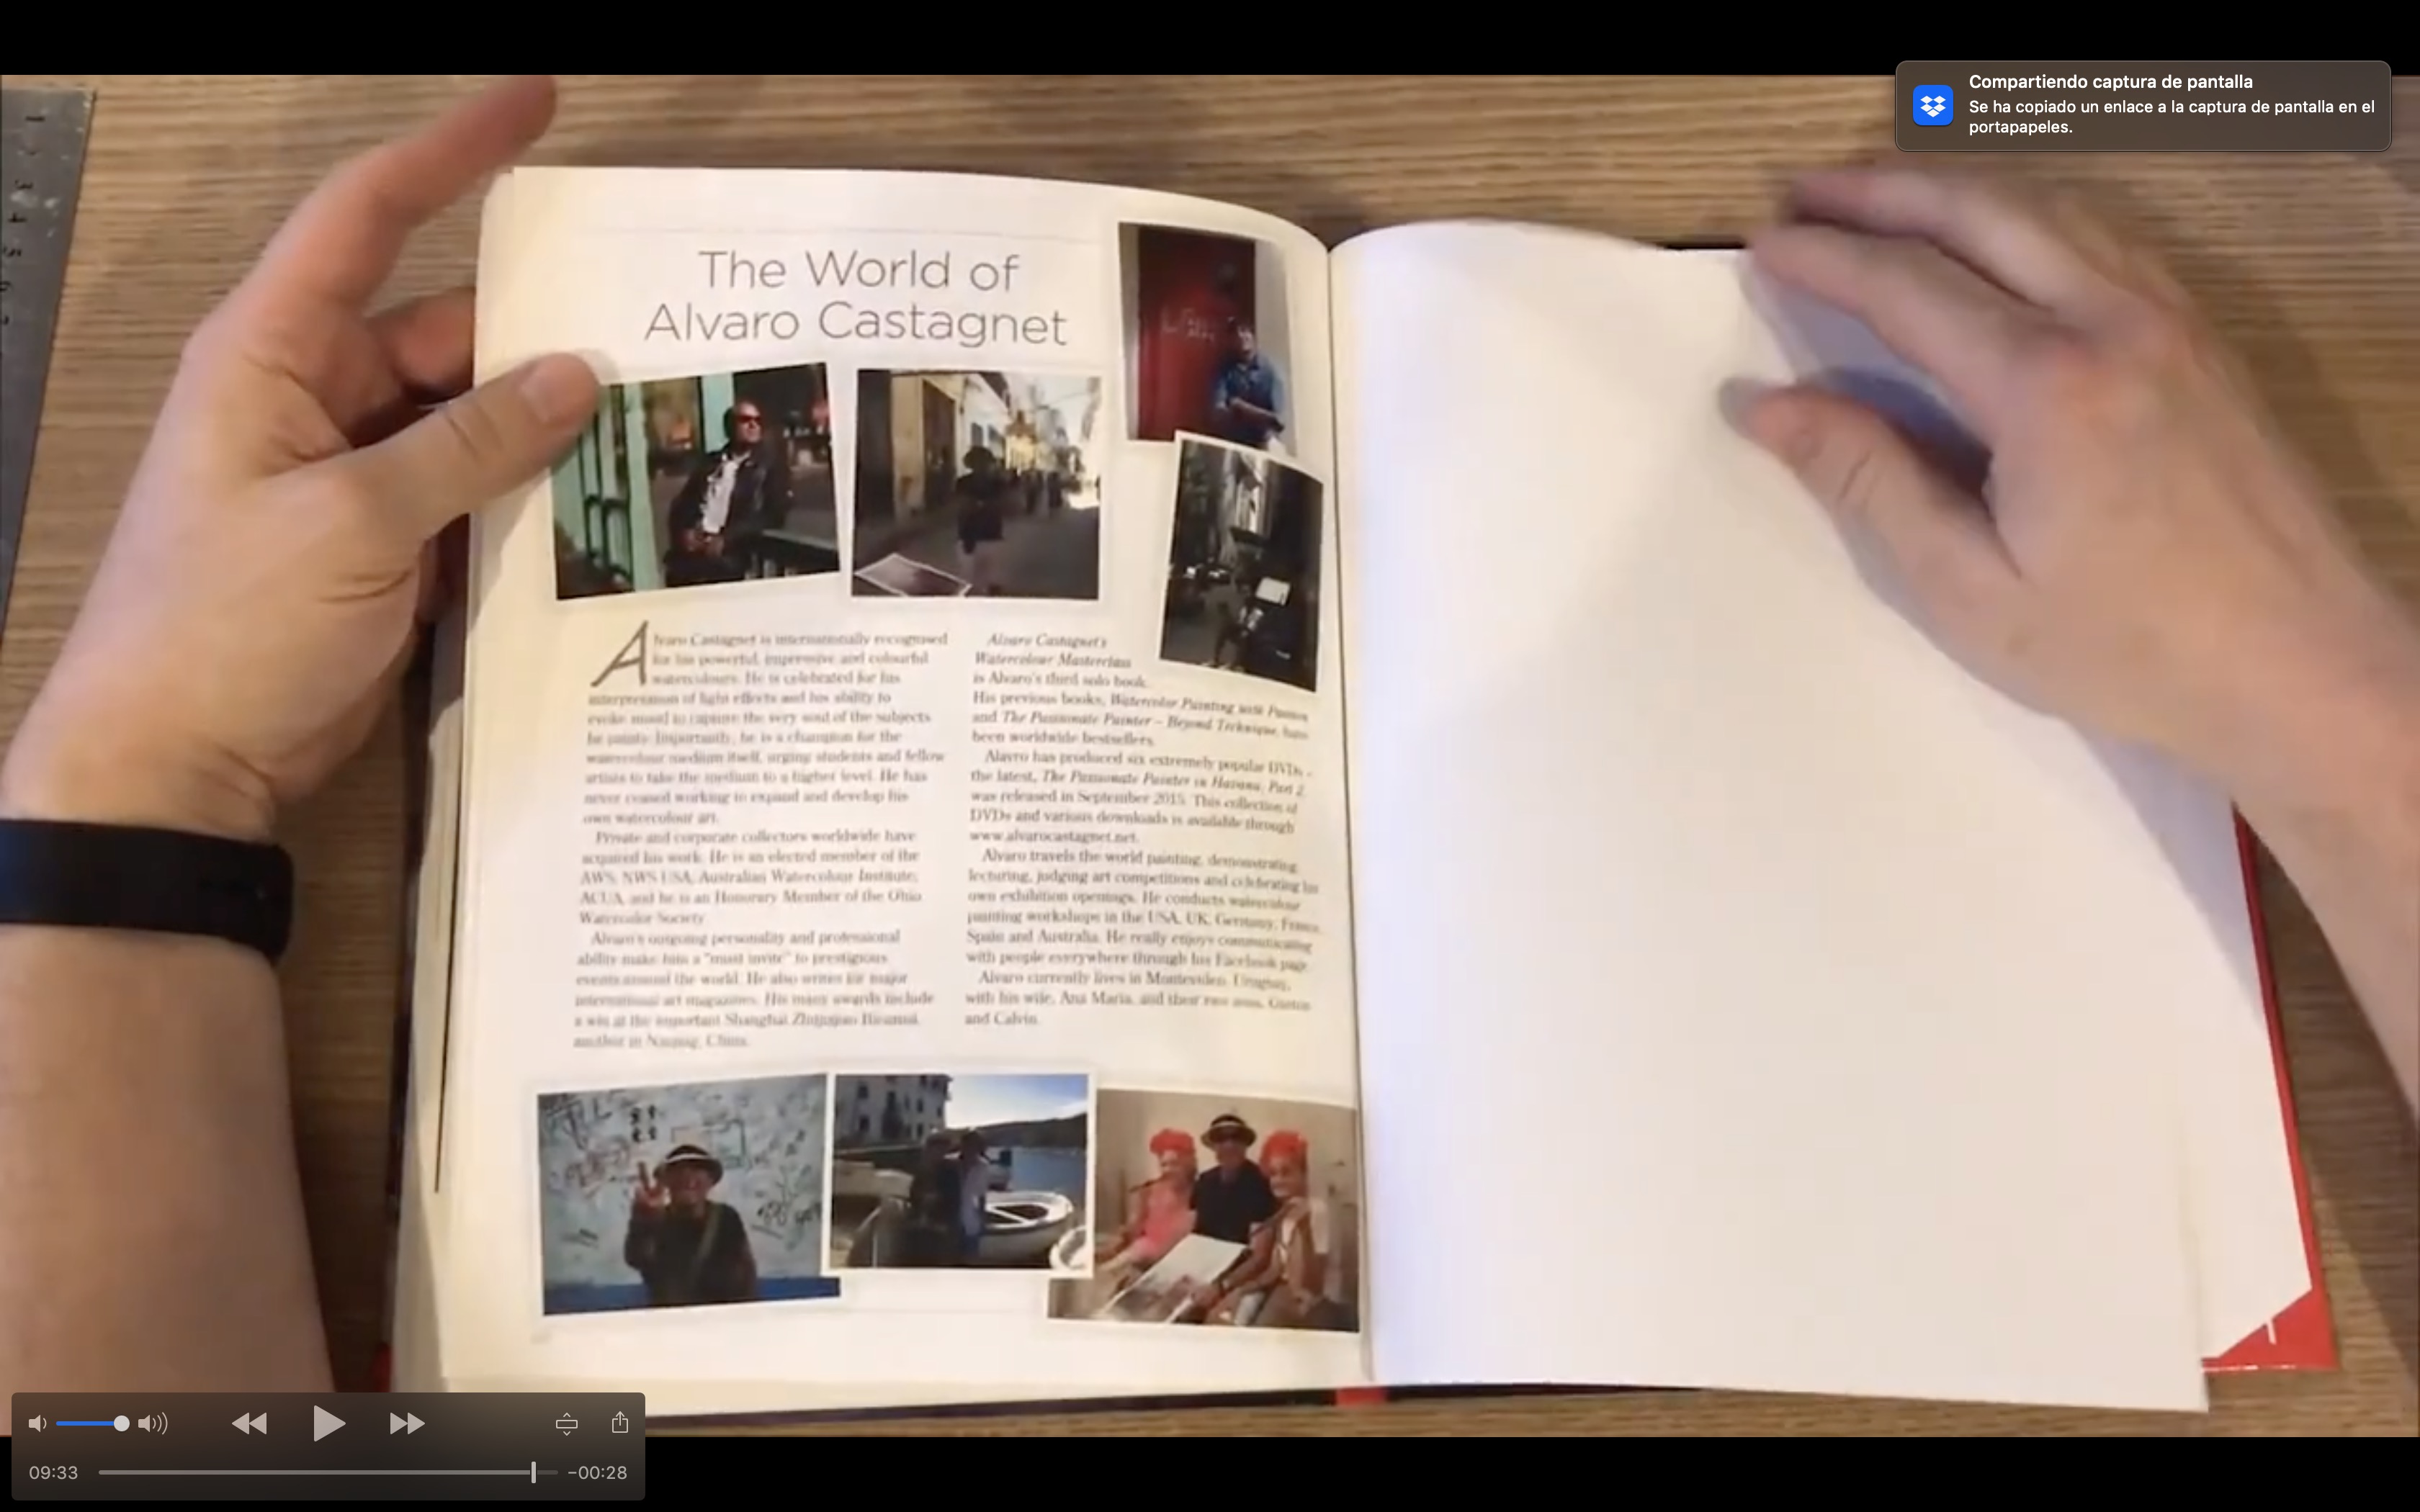 Compartiendo captura de pantalla
Se ha copiado un enlace a la captura de pantalla en el
portapapeles.
The World of
Alvaro Castagnet
Alvaro Castagnet is internationally recognised
for his powerful, impressive and colourful
watercolours. He is celebrated for his
interpretation of light effects and his ability to
evoke mood to capture the very soul of the subjects
he paints. Importantly, he is a champion for the
watercolour medium itself, urging students and fellow
artists to take the medium to a higher level. He has
never ceased working to expand and develop his
own watercolour art.
Private and corporate collectors worldwide have
acquired his work. He is an elected member of the
AWS, NWS USA, Australian Watercolour Institute,
ACUA, and he is an Honorary Member of the Ohio
Watercolor Society.
Alvaro's outgoing personality and professional
ability make him a "must invite" to prestigious
events around the world. He also writes for major
international art magazines. His many awards include
a win at the important Shanghai Biennial,
another in China.
Alvaro Castagnet's
Watercolour Masterclass
is Alvaro's third solo book.
His previous books, Watercolor Painting with Passion
and The Passionate Painter – Beyond Technique, have
been worldwide bestsellers.
Alavro has produced six extremely popular DVDs -
the latest, The Passionate Painter in Havana, Part 2,
was released in September 2015. This collection of
DVDs and various downloads is available through
www.alvarocastagnet.net.
Alvaro travels the world painting, demonstrating,
lecturing, judging art competitions and celebrating his
own exhibition openings. He conducts watercolour
painting workshops in the USA, UK, Germany, France,
Spain and Australia. He really enjoys communicating
with people everywhere through his Facebook page.
Alvaro currently lives in Montevideo, Uruguay,
with his wife, Ana Maria, and their two sons,
and Calvin.
09:33
-00:28